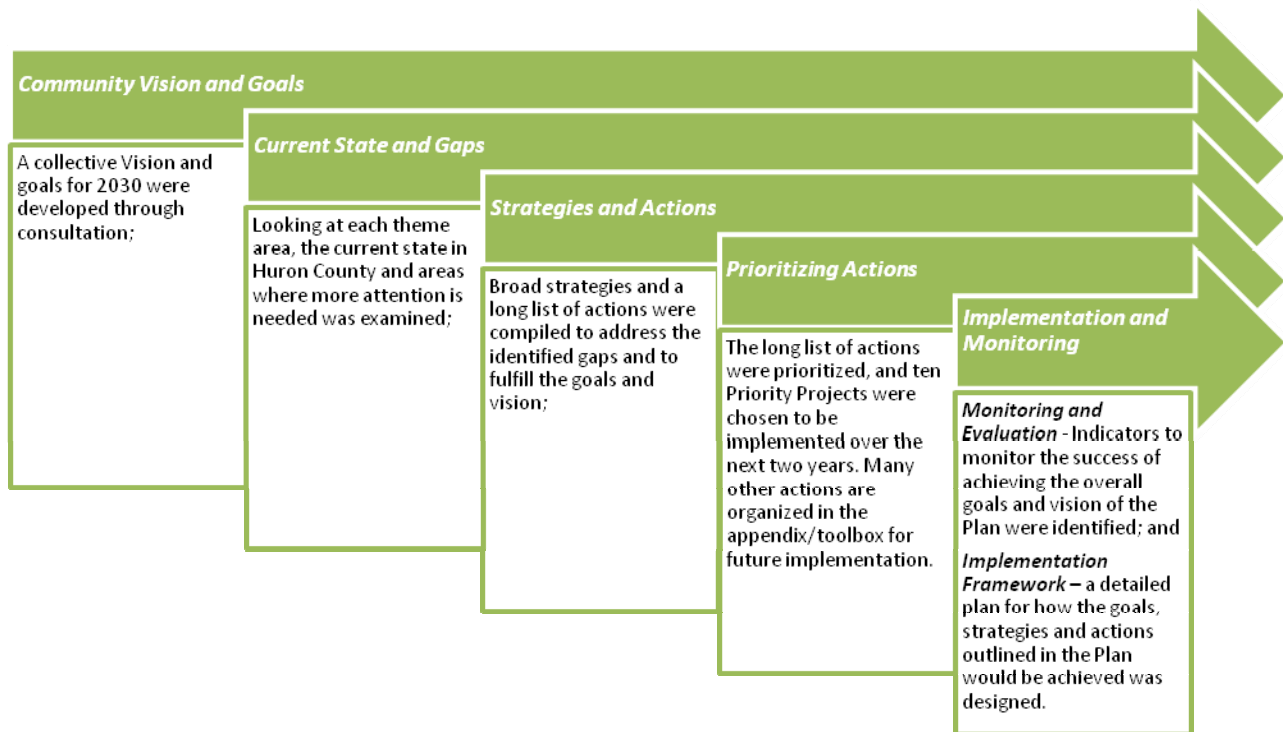 Community Vision and Goals
A collective Vision and
goals for 2030 were
developed through
consultation;
Current State and Gaps
Looking at each theme
area, the current state in
Huron County and areas
where more attention is
needed was examined;
Strategies and Actions
Broad strategies and a
long list of actions were
compiled to address the
identified gaps and to
fulfill the goals and
vision;
Prioritizing Actions
The long list of actions
were prioritized, and ten
Priority Projects were
chosen to be
implemented over the
next two years. Many
other actions are
organized in the
appendix/toolbox for
future implementation.
Implementation and
Monitoring
Monitoring and
Evaluation - Indicators to
monitor the success of
achieving the overall
goals and vision of the
Plan were identified; and
Implementation
Framework – a detailed
plan for how the goals,
strategies and actions
outlined in the Plan
would be achieved was
designed.